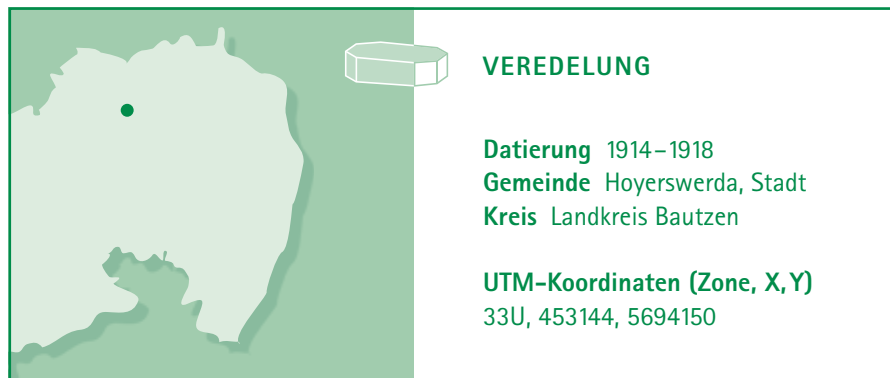 VEREDELUNG
Datierung 1914–1918
Gemeinde Hoyerswerda, Stadt
Kreis Landkreis Bautzen
UTM-Koordinaten (Zone, X, Y)
33U, 453144, 5694150